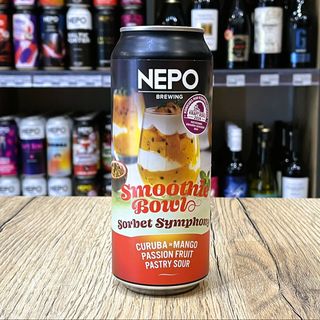 NEPO
BREWING
Smoothie
Bowl
Sorbet Symphony
CURUBA - MANGO
PASSION FRUIT
PASTRY SOUR